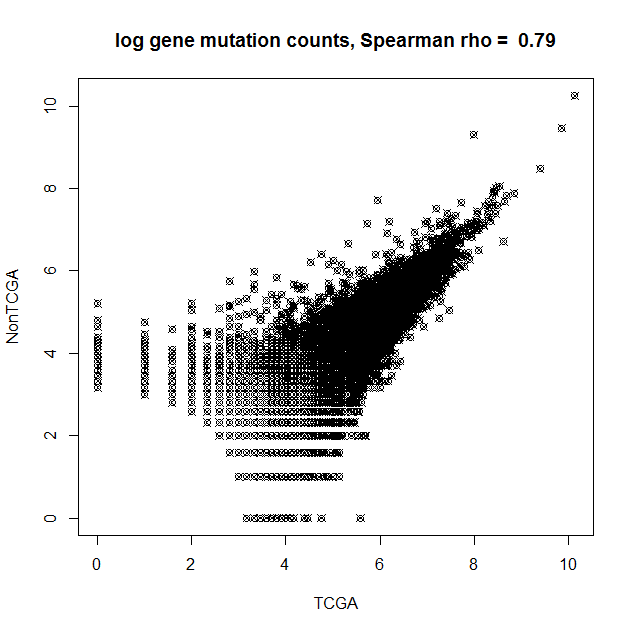 log gene mutation counts, Spearman rho = 0.79
10
8
6
4
2
0
NonTCGA
0 2 4 6 8 10
TCGA